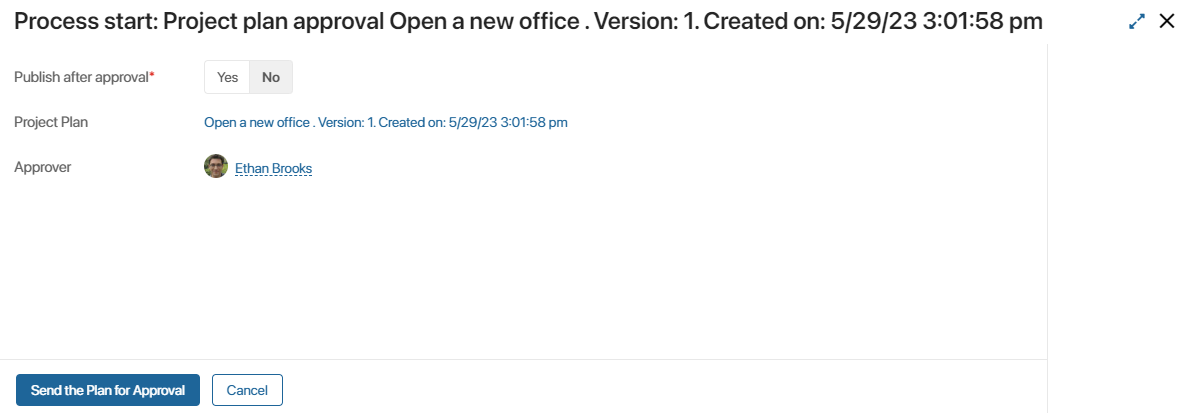 Process start: Project plan approval Open a new office . Version: 1. Created on: 5/29/23 3:01:58 pm
Publish after approval* Yes No
Project Plan Open a new office . Version: 1. Created on: 5/29/23 3:01:58 pm
Approver Ethan Brooks
Send the Plan for Approval Cancel